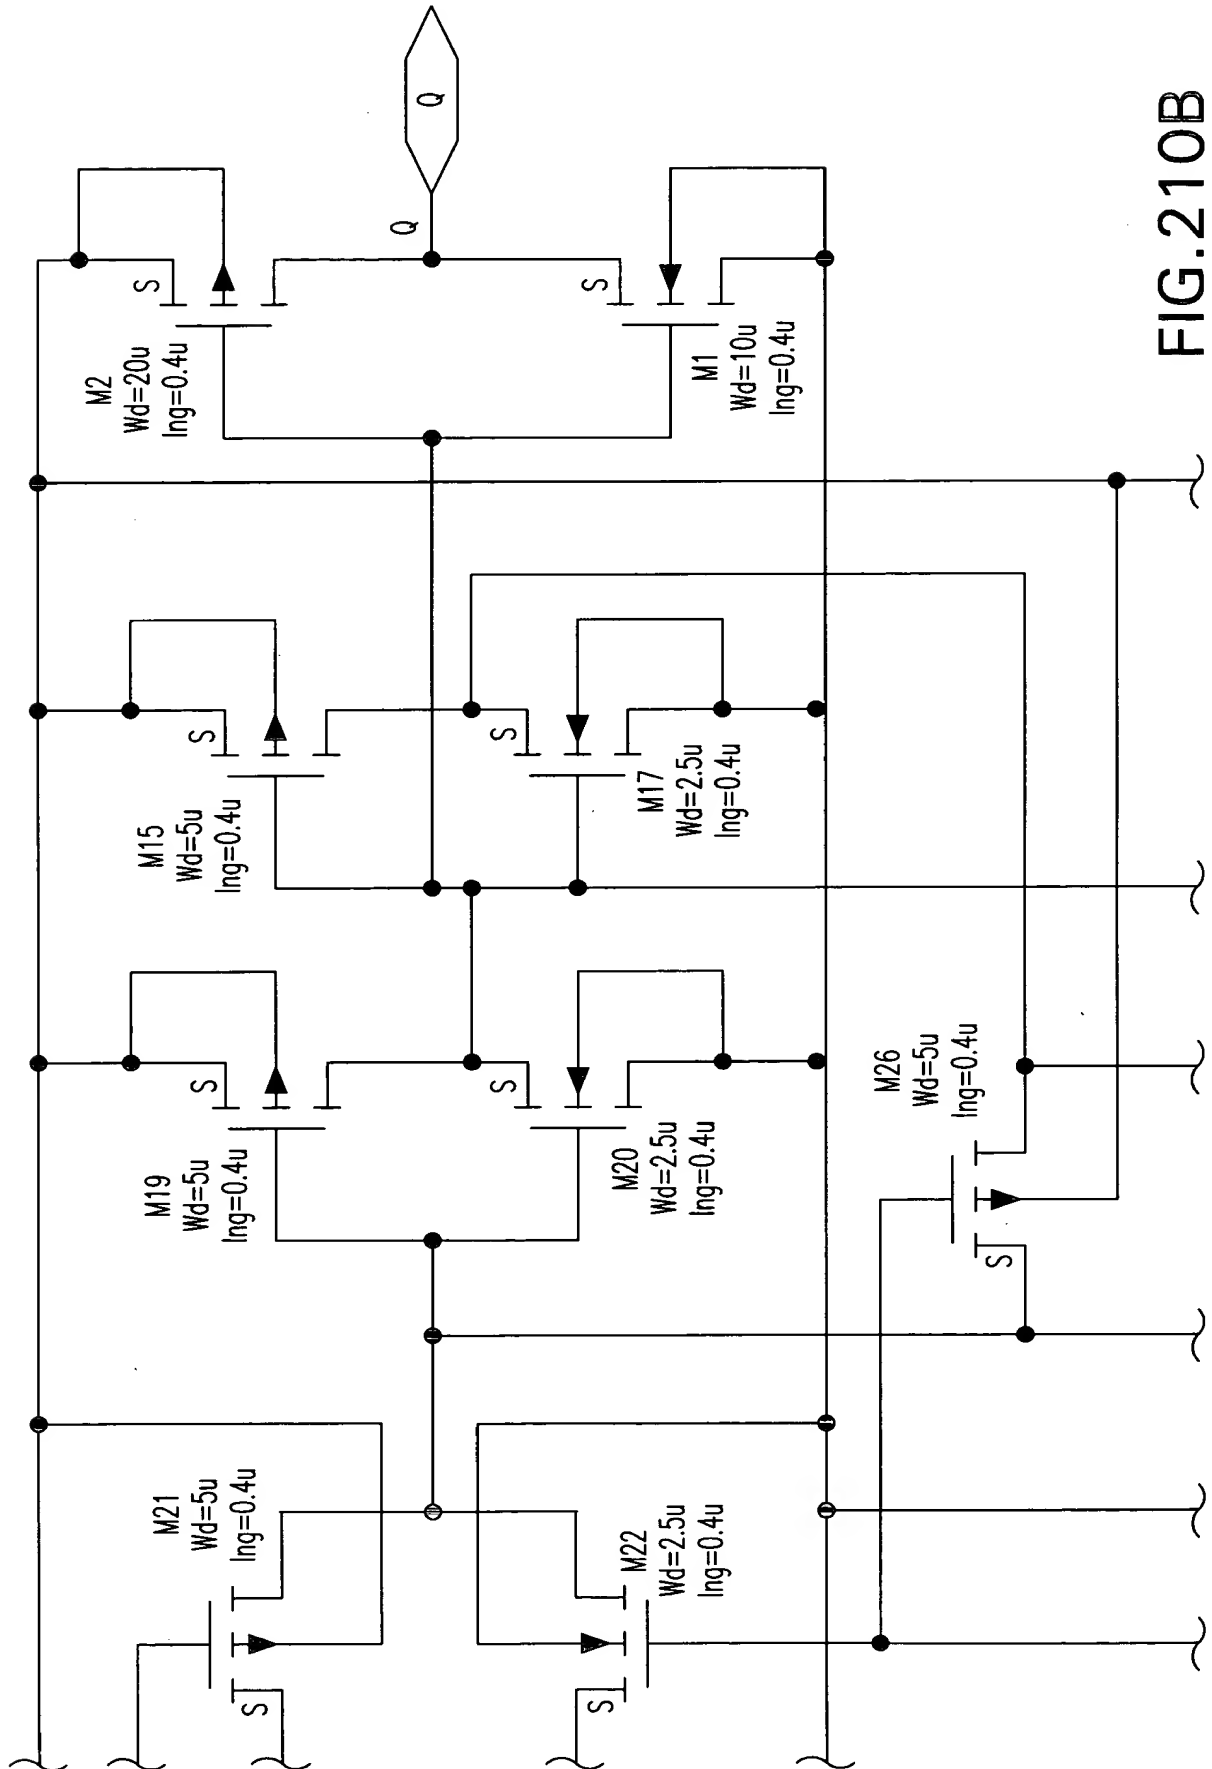 Q
Q
S
M2
Wd=20u
lng=0.4u
S
M1
Wd=10u
lng=0.4u
S
M15
Wd=5u
lng=0.4u
S
M17
Wd=2.5u
lng=0.4u
S
M19
Wd=5u
lng=0.4u
S
M20
Wd=2.5u
lng=0.4u
M26
Wd=5u
lng=0.4u
S
M21
Wd=5u
lng=0.4u
S
M22
Wd=2.5u
lng=0.4u
S
FIG.210B